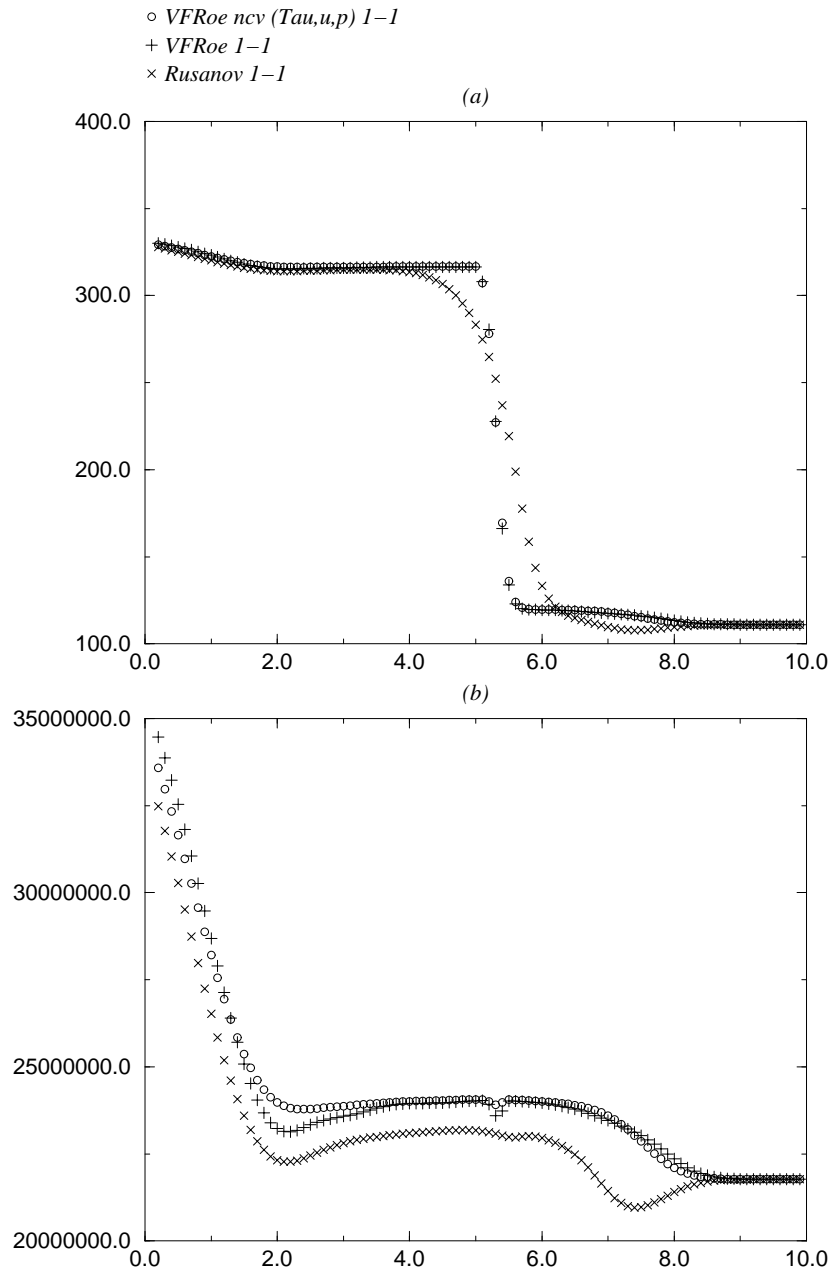 VFRoe ncv (Tau,u,p) 1−1
VFRoe 1−1
Rusanov 1−1
(a)
400.0
300.0
200.0
100.0
0.0 2.0 4.0 6.0 8.0 10.0
(b)
35000000.0
30000000.0
25000000.0
20000000.0
0.0 2.0 4.0 6.0 8.0 10.0